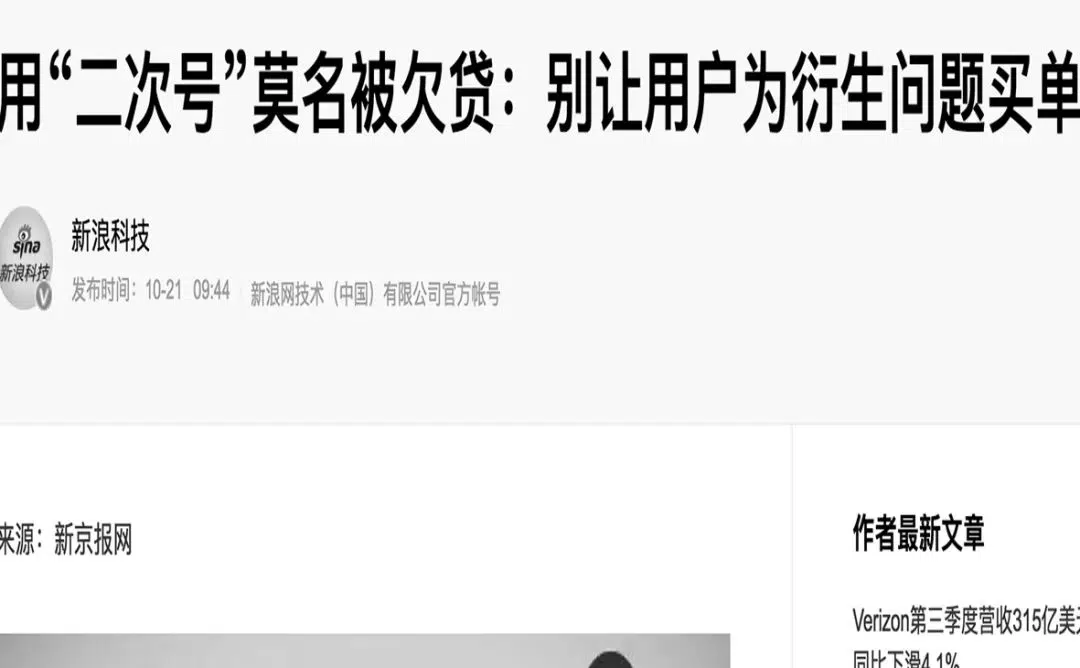 用“二次号”莫名被欠贷：别让用户为衍生问题买单
新浪科技
sina
新浪科技
V
发布时间：10-21 09:44 新浪网技术（中国）有限公司官方帐号
来源：新京报网
作者最新文章
Verizon第三季度营收315亿美元
同比下滑4.1%